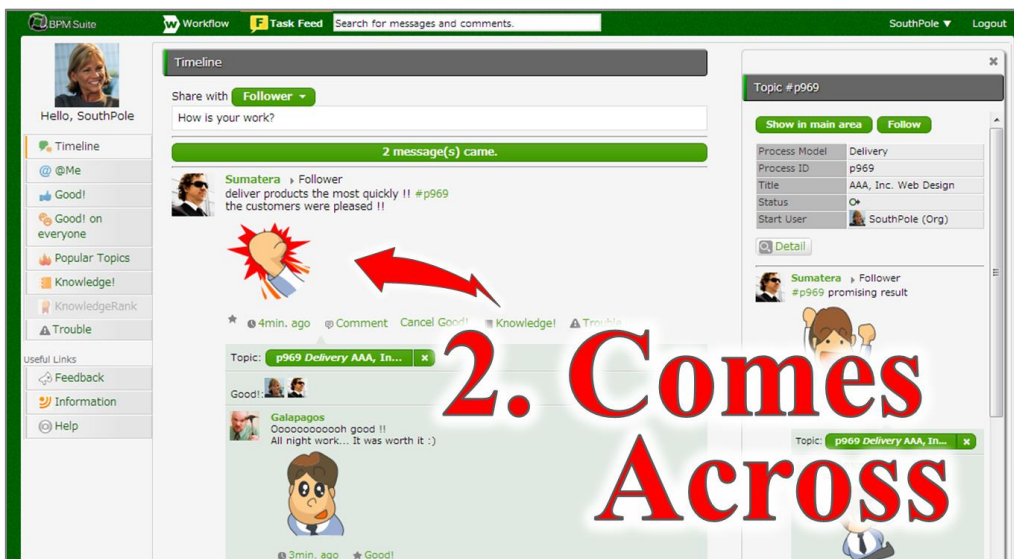 BPM Suite
Workflow
F Task Feed
Search for messages and comments.
SouthPole ▼
Logout
Hello, SouthPole
Timeline
@ @Me
Good!
Good! on
everyone
Popular Topics
Knowledge!
KnowledgeRank
Trouble
Useful Links
Feedback
Information
Help
Timeline
Share with Follower
How is your work?
2 message(s) came.
Sumatera Follower
deliver products the most quickly !! #p969
the customers were pleased !!
4min. ago Comment Cancel Good! Knowledge! Trouble
Topic: p969 Delivery AAA, In... x
Good!:
Galapagos
Ooooooooooooh good !!
All night work... It was worth it :)
3min. ago Good!
Topic #p969
Show in main area Follow
Process Model Delivery
Process ID p969
Title AAA, Inc. Web Design
Status
Start User SouthPole (Org)
Detail
Sumatera Follower
#p969 promising result
Topic: p969 Delivery AAA, In... x
2. Comes
Across